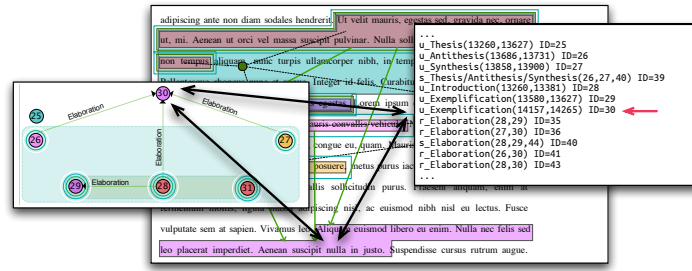 adipiscing ante non diam sodales hendrerit. Ut velit mauris, egestas sed, gravida nec, ornare
ut, mi. Aenean ut orci vel massa suscipit pulvinar. Nulla soll
non tempus aliquam, nunc turpis ullamcorper nibh, in temp
Integer id felis. Curabitu
egestas orem ipsum
auris convallis vehicula
congue eu, quam. Mauris
posuere, metus purus iac
allis sollicitudin purus. Praesent aliquam, enim at
fermentum mollis, ligula massa adipiscing nisl, ac euismod nibh nisl eu lectus. Fusce
vulputate sem at sapien. Vivamus leo. Aliquam euismod libero eu enim. Nulla nec felis sed
leo placerat imperdiet. Aenean suscipit nulla in justo. Suspendisse cursus rutrum augue.
30
Elaboration
Elaboration
25
26
Elaboration
27
29
Elaboration
28
31
...
u_Thesis(13260,13627) ID=25
u_Antithesis(13686,13731) ID=26
u_Synthesis(13858,13900) ID=27
s_Thesis/Antithesis/Synthesis(26,27,40) ID=39
u_Introduction(13260,13381) ID=28
u_Exemplification(13580,13627) ID=29
u_Exemplification(14157,14265) ID=30
r_Elaboration(28,29) ID=35
r_Elaboration(27,30) ID=36
s_Elaboration(28,29,44) ID=40
r_Elaboration(26,30) ID=41
r_Elaboration(28,30) ID=43
...